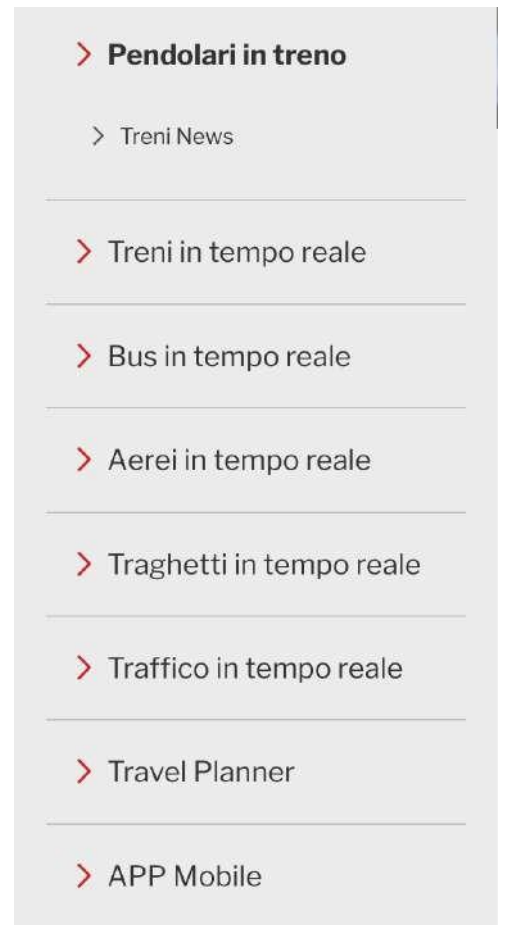 Pendolari in treno
Treni News
Treni in tempo reale
Bus in tempo reale
Aerei in tempo reale
Traghetti in tempo reale
Traffico in tempo reale
Travel Planner
APP Mobile